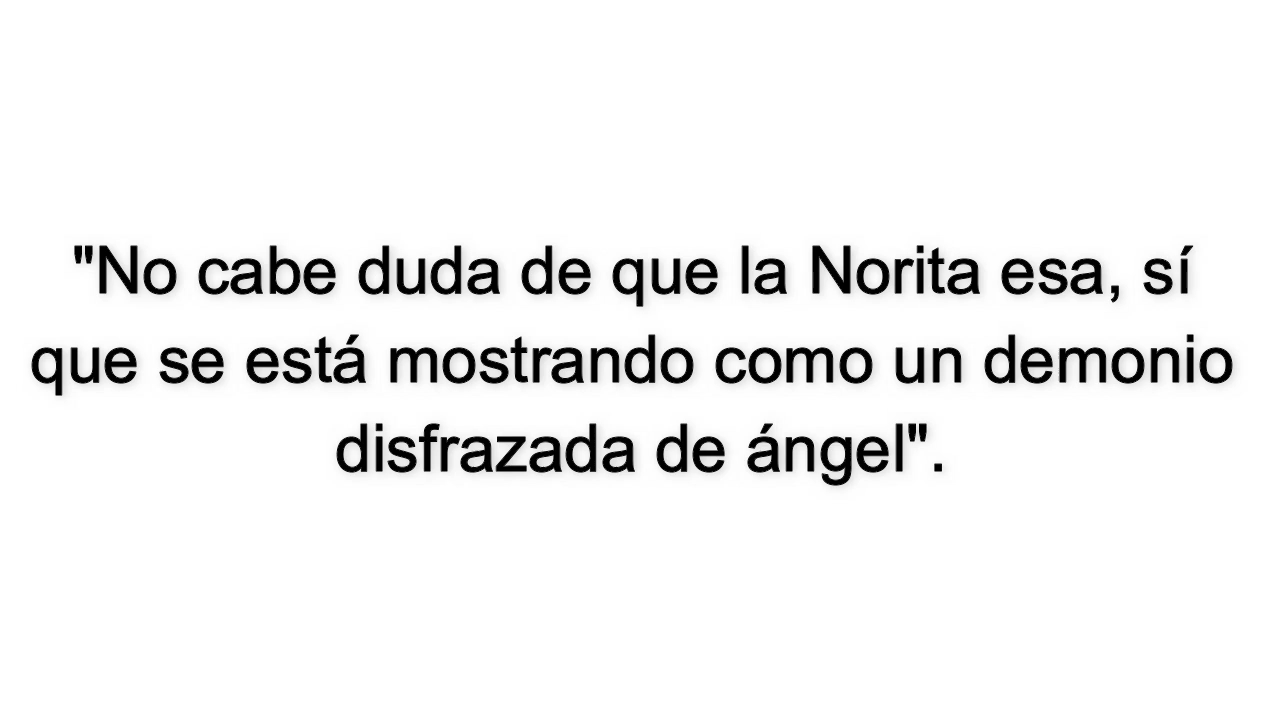 "No cabe duda de que la Norita esa, sí
que se está mostrando como un demonio
disfrazada de ángel".